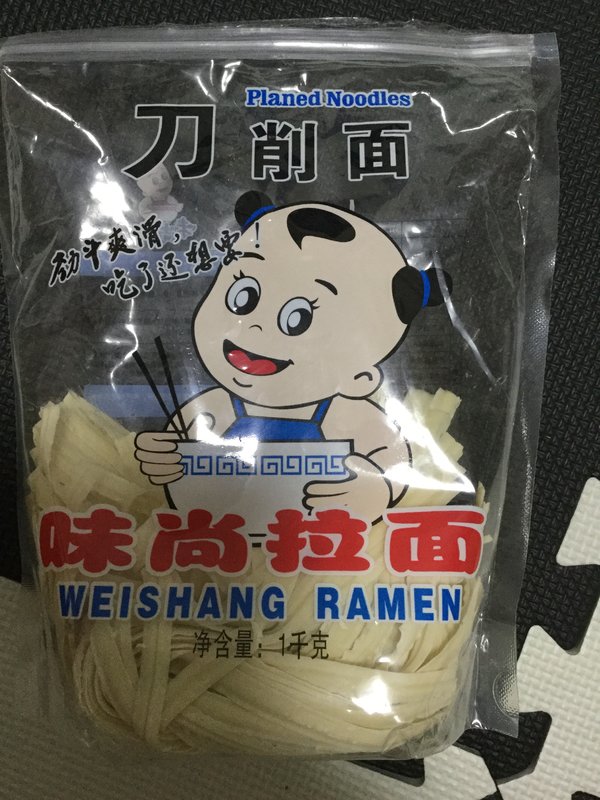 Planed Noodles
刀削面
劲斗爽滑，
吃了还想要！
味尚拉面
WEISHANG RAMEN
净含量：1千克